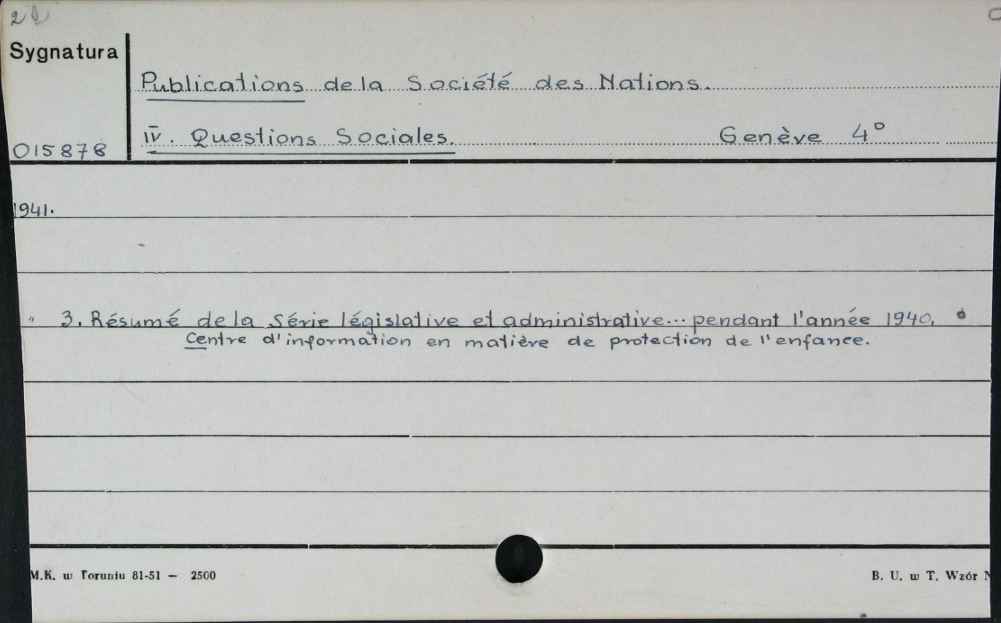 Sygnatura
Publications de la Société des Nations.
IV. Questions Sociales. Genève 4°
015878
1941.
" 3. Résumé de la Série législative et administrative... pendant l'année 1940.
Centre d'information en matière de protection de l'enfance.
M.K. w Toruniu 81-51 — 2500
B. U. w T. Wzór